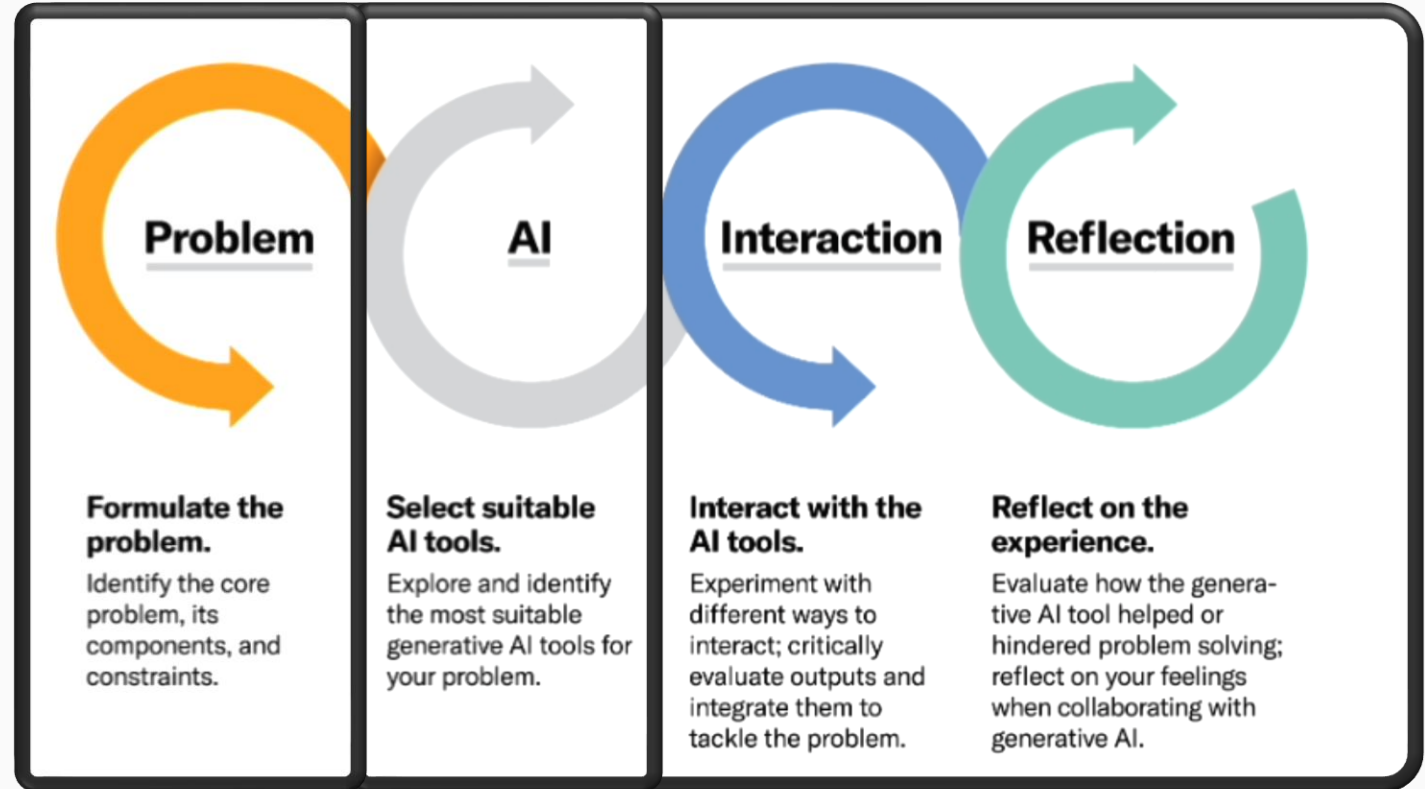 Problem
AI
Interaction
Reflection
Formulate the
problem.
Identify the core
problem, its
components, and
constraints.
Select suitable
AI tools.
Explore and identify
the most suitable
generative AI tools for
your problem.
Interact with the
AI tools.
Experiment with
different ways to
interact; critically
evaluate outputs and
integrate them to
tackle the problem.
Reflect on the
experience.
Evaluate how the genera-
tive AI tool helped or
hindered problem solving;
reflect on your feelings
when collaborating with
generative AI.